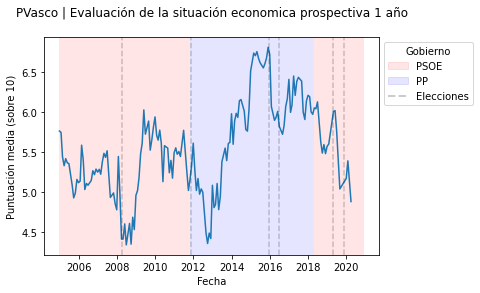 PVasco | Evaluación de la situación economica prospectiva 1 año
Gobierno
PSOE
PP
Elecciones
Puntuación media (sobre 10)
6.5
6.0
5.5
5.0
4.5
2006 2008 2010 2012 2014 2016 2018 2020
Fecha